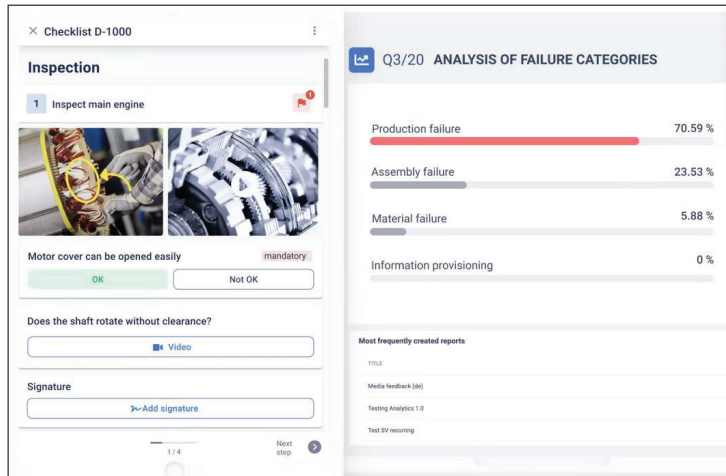 Checklist D-1000
Inspection
1 Inspect main engine
1
Motor cover can be opened easily mandatory
OK Not OK
Does the shaft rotate without clearance?
Video
Signature
Add signature
1 / 4 Next step
Q3/20 ANALYSIS OF FAILURE CATEGORIES
Production failure 70.59 %
Assembly failure 23.53 %
Material failure 5.88 %
Information provisioning 0 %
Most frequently created reports
TITLE
Media feedback (de)
Testing Analytics 1.0
Test SV recurring